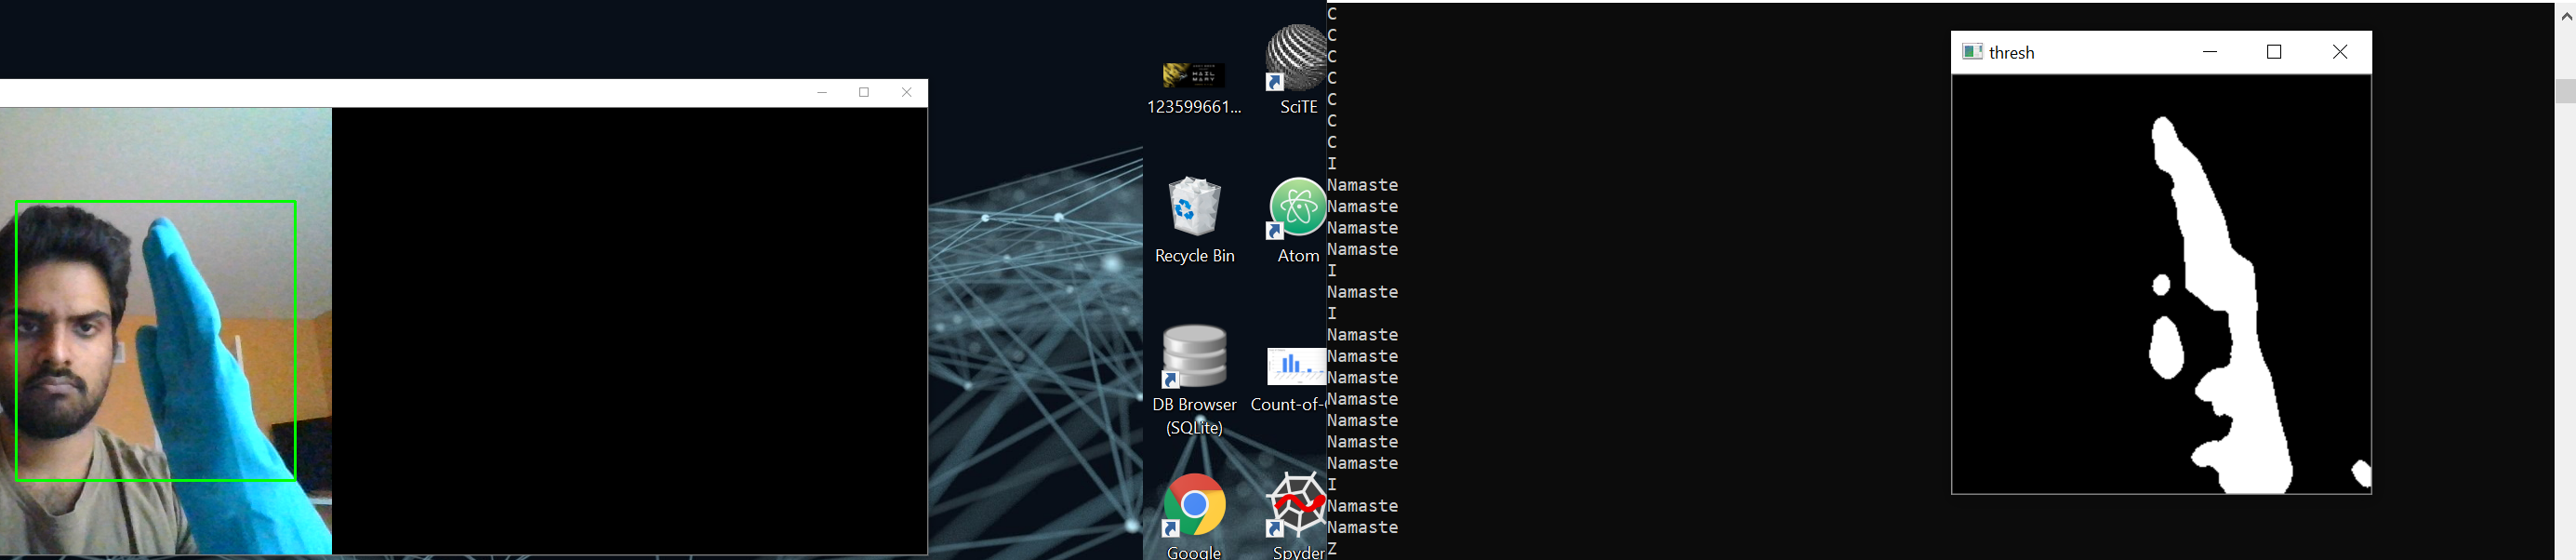 123599661...
SciTE
Recycle Bin
Atom
DB Browser
(SQLite)
Count-of-
Google
Spyder
C
C
C
C
C
C
C
I
Namaste
Namaste
Namaste
Namaste
I
Namaste
I
Namaste
Namaste
Namaste
Namaste
Namaste
Namaste
Namaste
I
Namaste
Namaste
Z
thresh